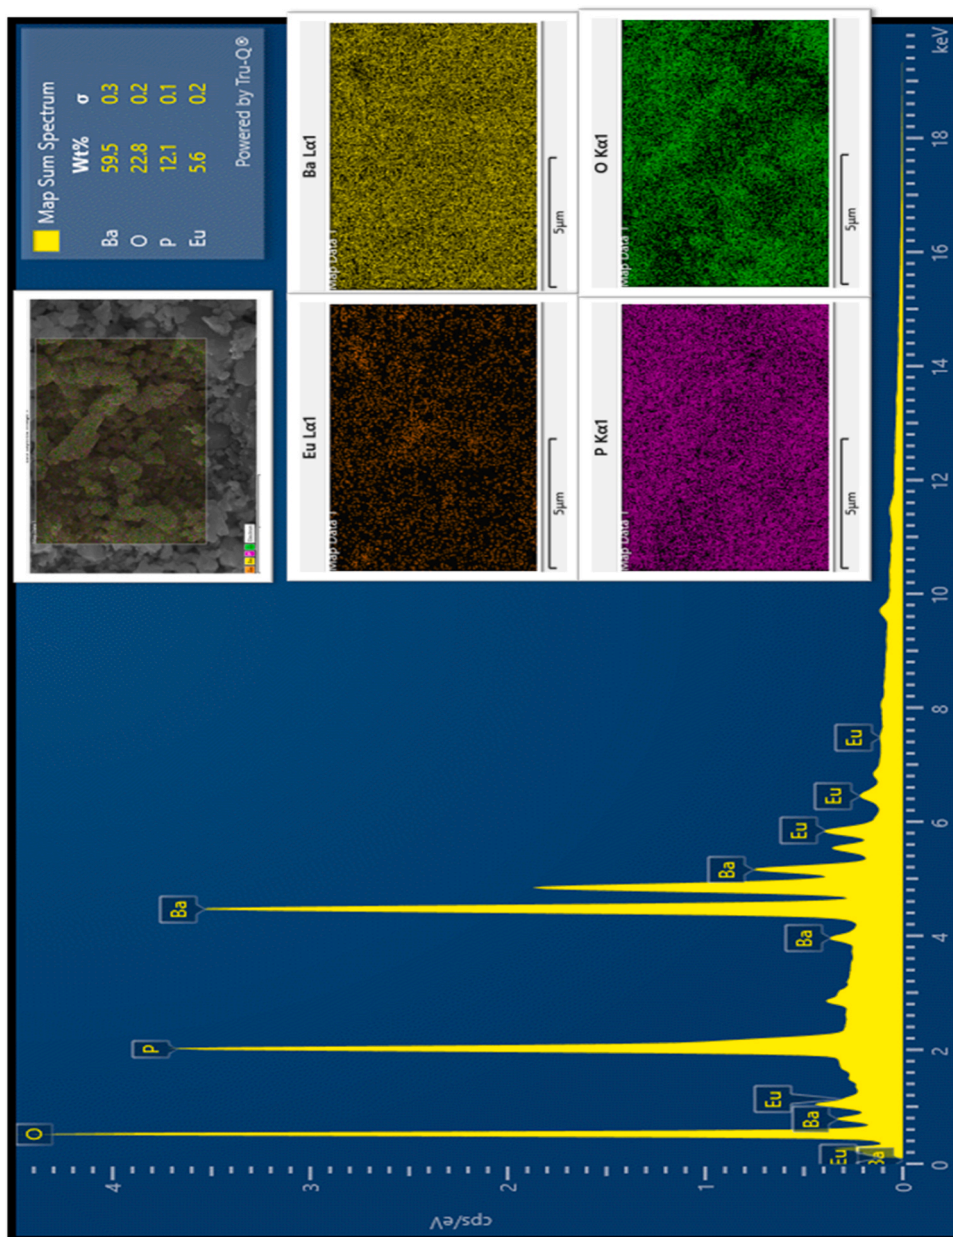 Map Sum Spectrum
Wt% σ
Ba 59.5 0.3
O 22.8 0.2
P 12.1 0.1
Eu 5.6 0.2
Powered by Tru-Q®
Eu Lα1
5µm
Ba Lα1
5µm
P Kα1
5µm
O Kα1
5µm
O
P
Ba
Eu
Ba
Eu
Ba
Eu
Ba
Ba
Eu
Eu
Eu
cps/eV
4
3
2
1
0
0 2 4 6 8 10 12 14 16 18 keV